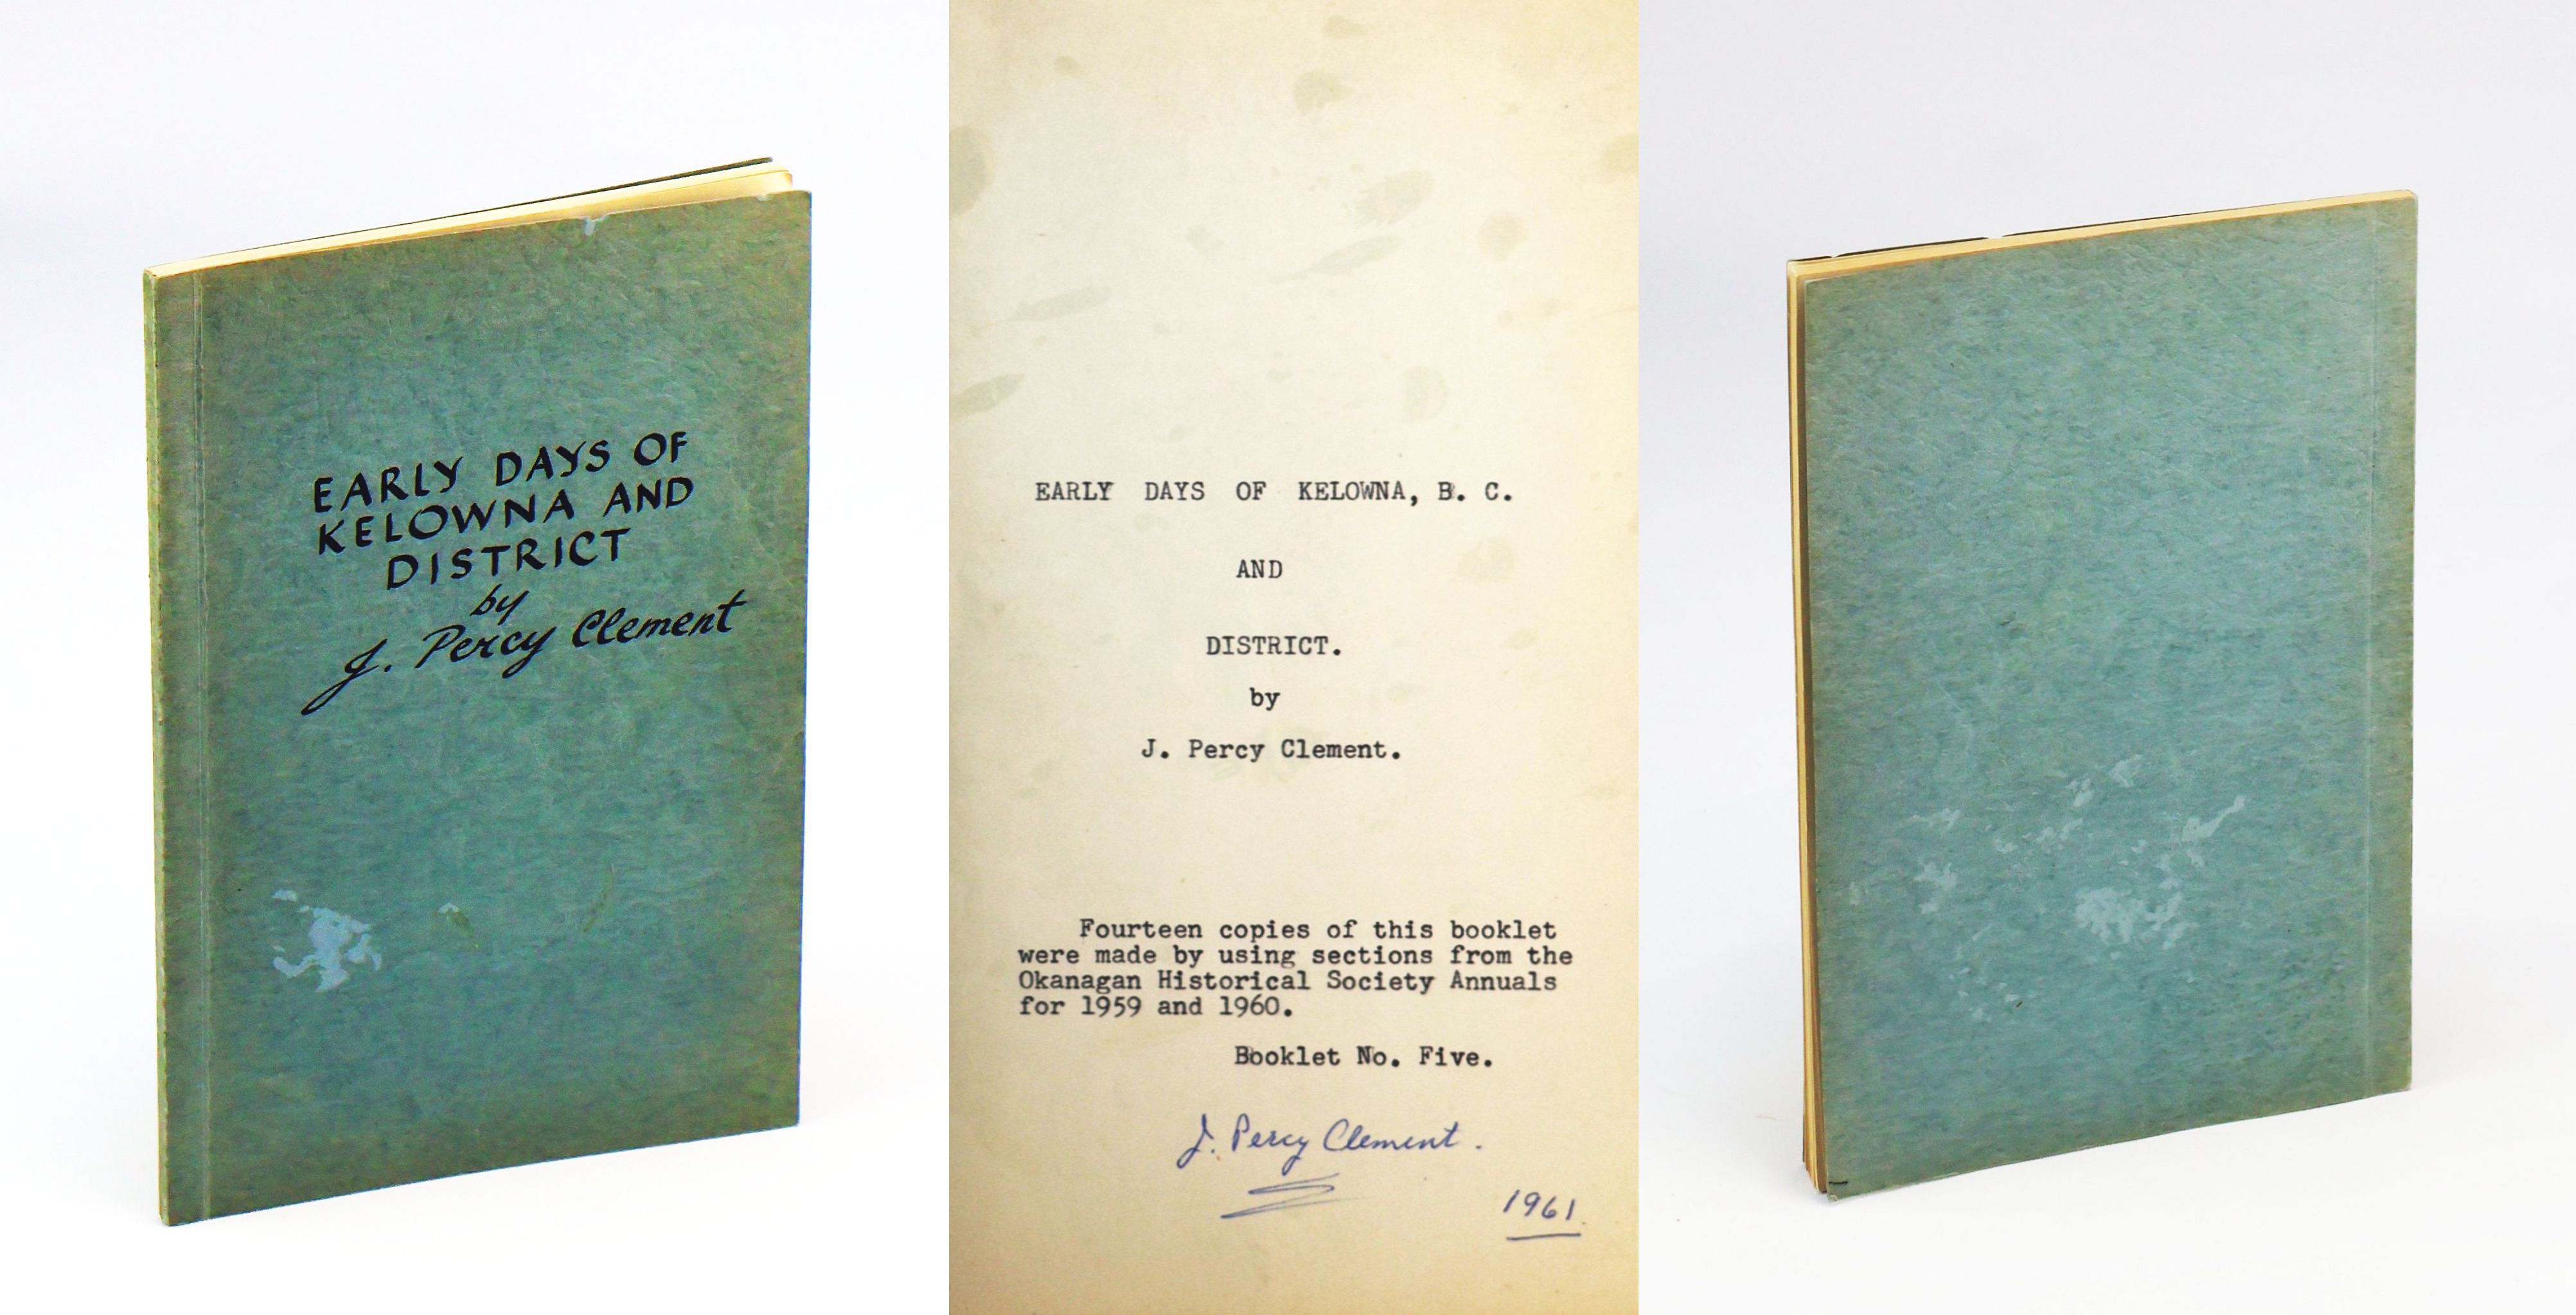 EARLY DAYS OF
KELOWNA AND
DISTRICT
by
J. Percy Clement
EARLY DAYS OF KELOWNA, B. C.
AND
DISTRICT.
by
J. Percy Clement.
Fourteen copies of this booklet
were made by using sections from the
Okanagan Historical Society Annuals
for 1959 and 1960.
Booklet No. Five.
J. Percy Clement.
1961.